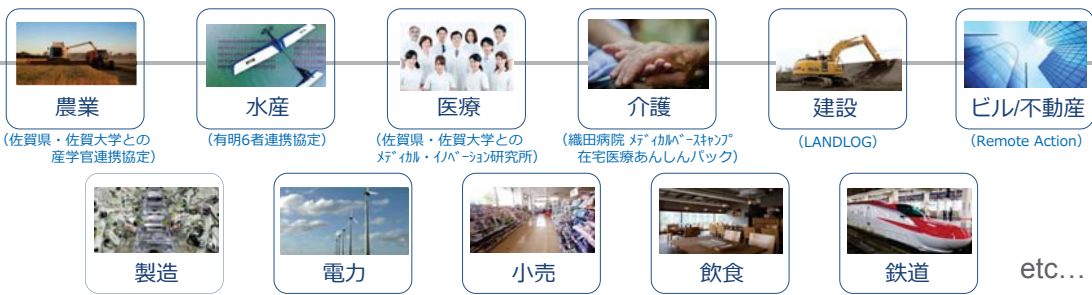 農業
水産
医療
介護
建設
ビル/不動産
(佐賀県・佐賀大学との
産学官連携協定)
(有明6者連携協定)
(佐賀県・佐賀大学との
ﾒﾃﾞｨｶﾙ・ｲﾉﾍﾞｰｼｮﾝ研究所)
(織田病院 ﾒﾃﾞｨｶﾙﾍﾞｰｽｷｬﾝﾌﾟ
在宅医療あんしんパック)
(LANDLOG)
(Remote Action)
製造
電力
小売
飲食
鉄道
etc…